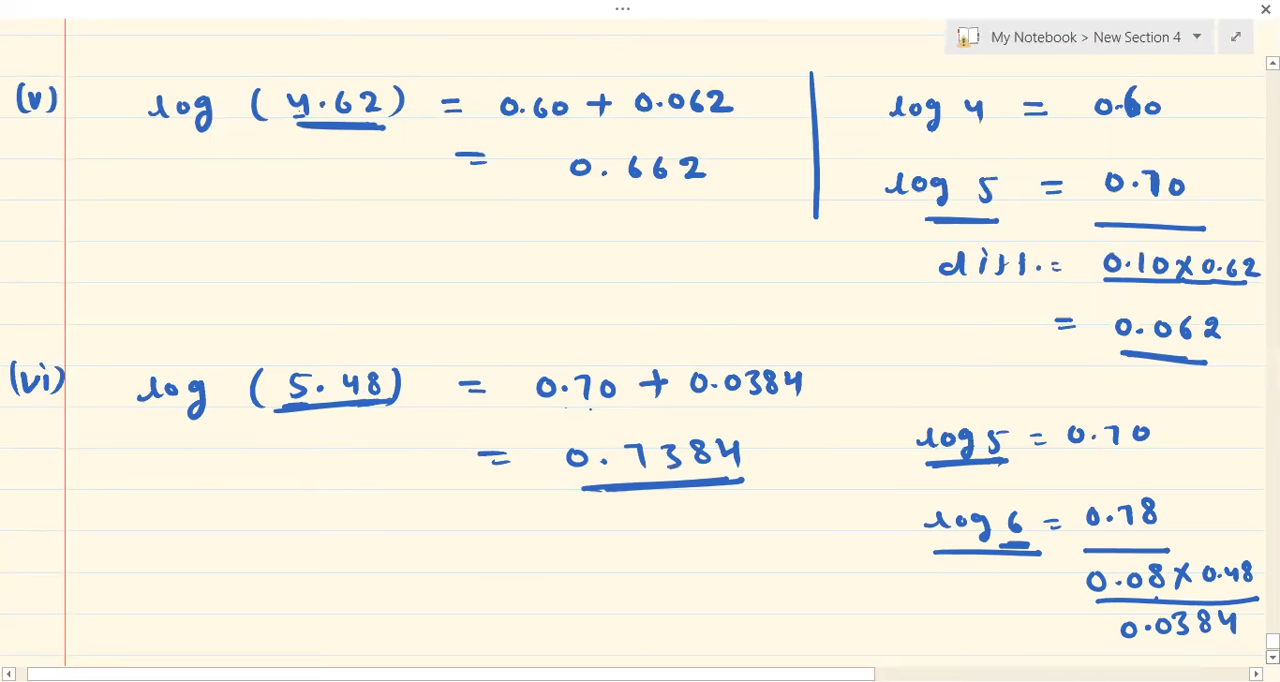 ...
My Notebook > New Section 4
(v) log (4.62) = 0.60 + 0.062
= 0.662
log 4 = 0.60
log 5 = 0.70
diff. = 0.10 x 0.62
= 0.062
(vi) log (5.48) = 0.70 + 0.0384
= 0.7384
log 5 = 0.70
log 6 = 0.78
0.08 x 0.48
0.0384